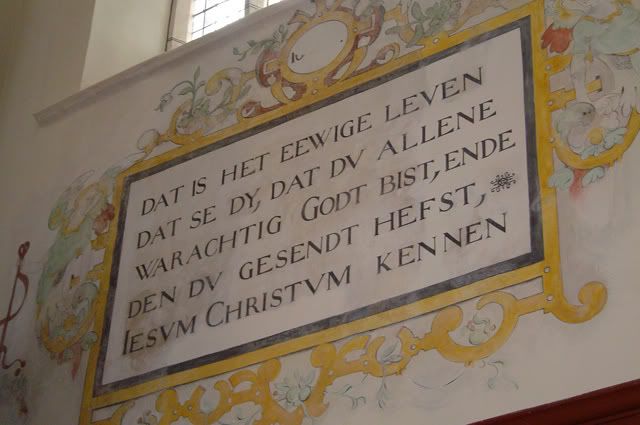 DAT IS HET EEWIGE LEVEN
DAT SE DY, DAT DV ALLENE
WARACHTIG GODT BIST, ENDE
DEN DV GESENDT HEFST,
IESVM CHRISTVM KENNEN